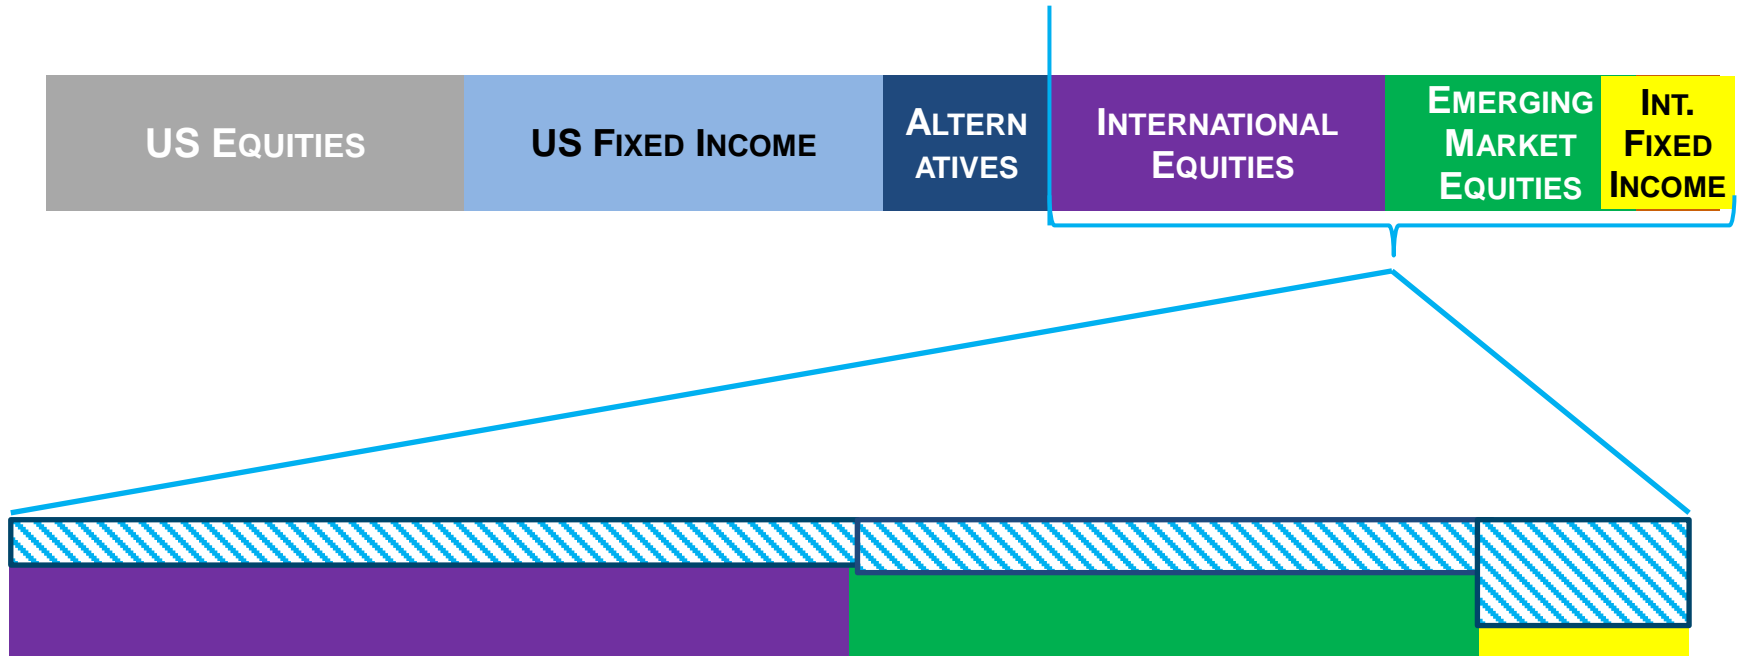 US EQUITIES
US FIXED INCOME
ALTERN
ATIVES
INTERNATIONAL
EQUITIES
EMERGING
MARKET
EQUITIES
INT.
FIXED
INCOME